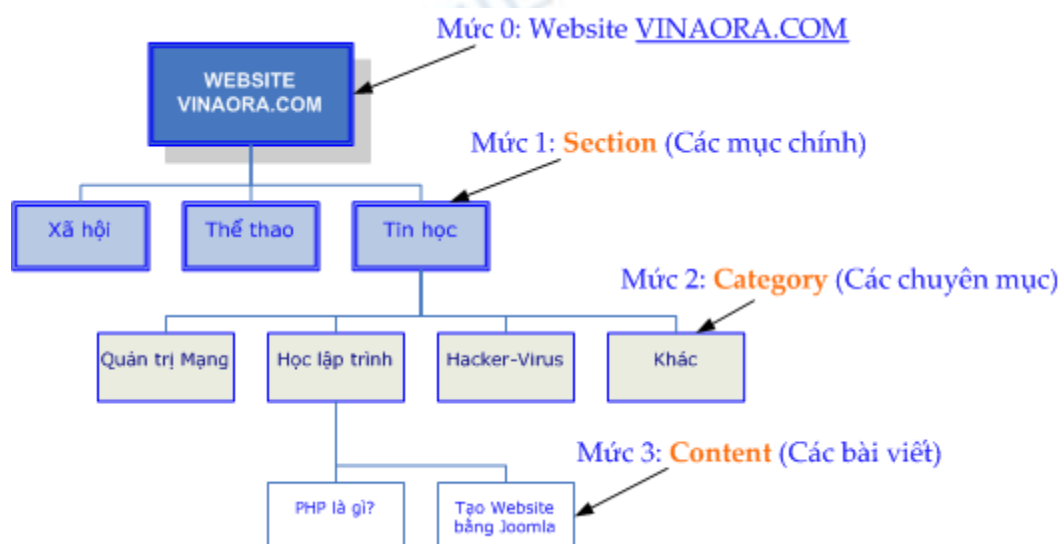 Mức 0: Website VINAORA.COM
WEBSITE
VINAORA.COM
Mức 1: Section (Các mục chính)
Xã hội
Thể thao
Tin học
Mức 2: Category (Các chuyên mục)
Quản trị Mạng
Học lập trình
Hacker-Virus
Khác
Mức 3: Content (Các bài viết)
PHP là gì?
Tạo Website
bằng Joomla